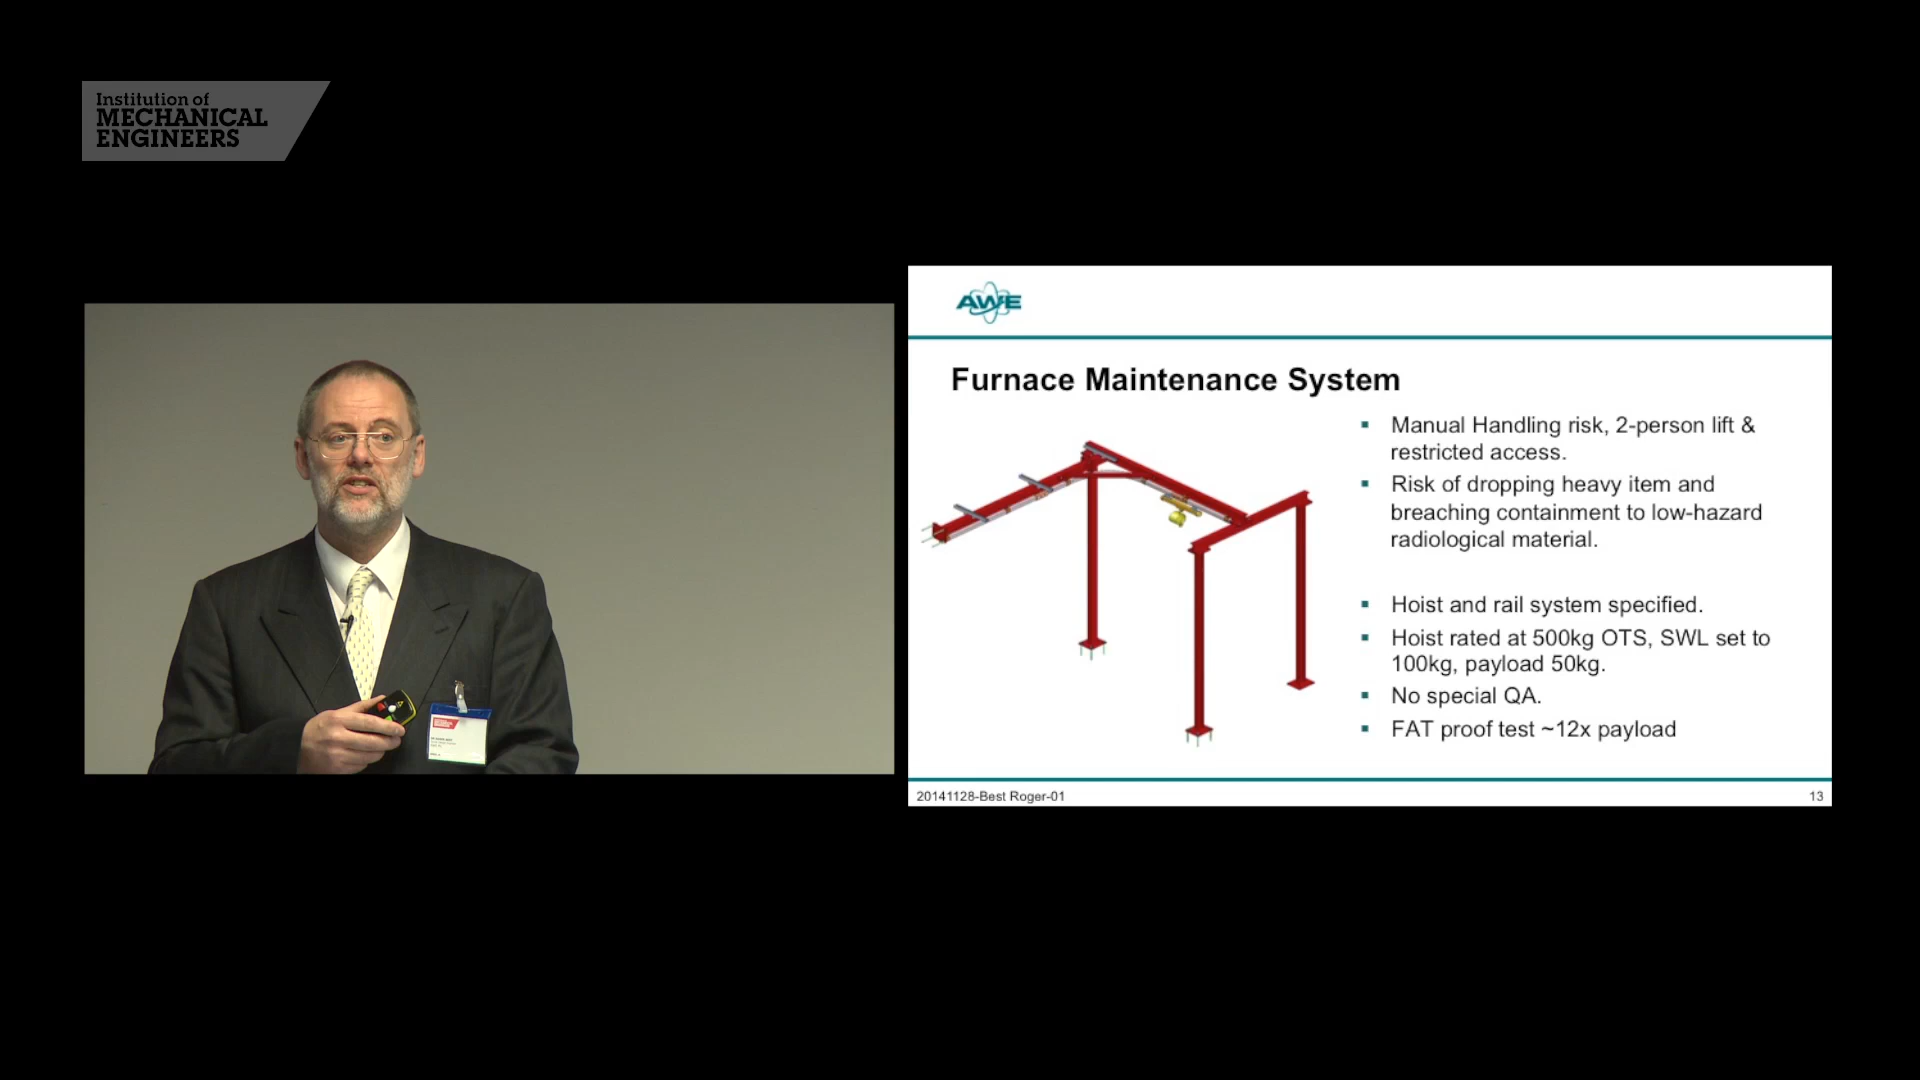 Institution of
MECHANICAL
ENGINEERS
AWE
Furnace Maintenance System
▪ Manual Handling risk, 2-person lift &
restricted access.
▪ Risk of dropping heavy item and
breaching containment to low-hazard
radiological material.
▪ Hoist and rail system specified.
▪ Hoist rated at 500kg OTS, SWL set to
100kg, payload 50kg.
▪ No special QA.
▪ FAT proof test ~12x payload
20141128-Best Roger-01
13